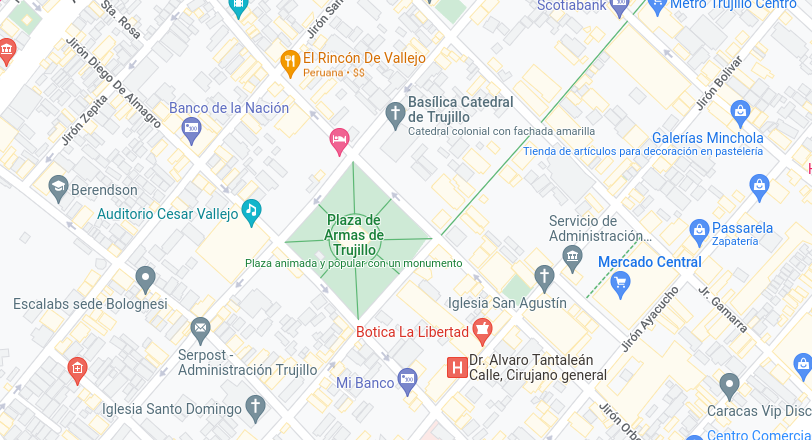 Scotiabank
Metro Trujillo Centro
Sta. Rosa
Jirón San
El Rincón De Vallejo
Peruana • $$
Jirón Diego De Almagro
Jirón Bolivar
Jirón Zepita
Banco de la Nación
Basílica Catedral
de Trujillo
Catedral colonial con fachada amarilla
Galerías Minchola
Tienda de artículos para decoración en pastelería
Berendson
Auditorio Cesar Vallejo
Plaza de
Armas de
Trujillo
Plaza animada y popular con un monumento
Servicio de
Administración...
Passarela
Zapatería
Mercado Central
Escalabs sede Bolognesi
Iglesia San Agustín
Jirón Ayacucho
Jr. Gamarra
Botica La Libertad
Serpost -
Administración Trujillo
H
Dr. Alvaro Tantaleán
Calle, Cirujano general
Mi Banco
Iglesia Santo Domingo
Jirón Orbe
Caracas Vip Disc
Centro Comercia